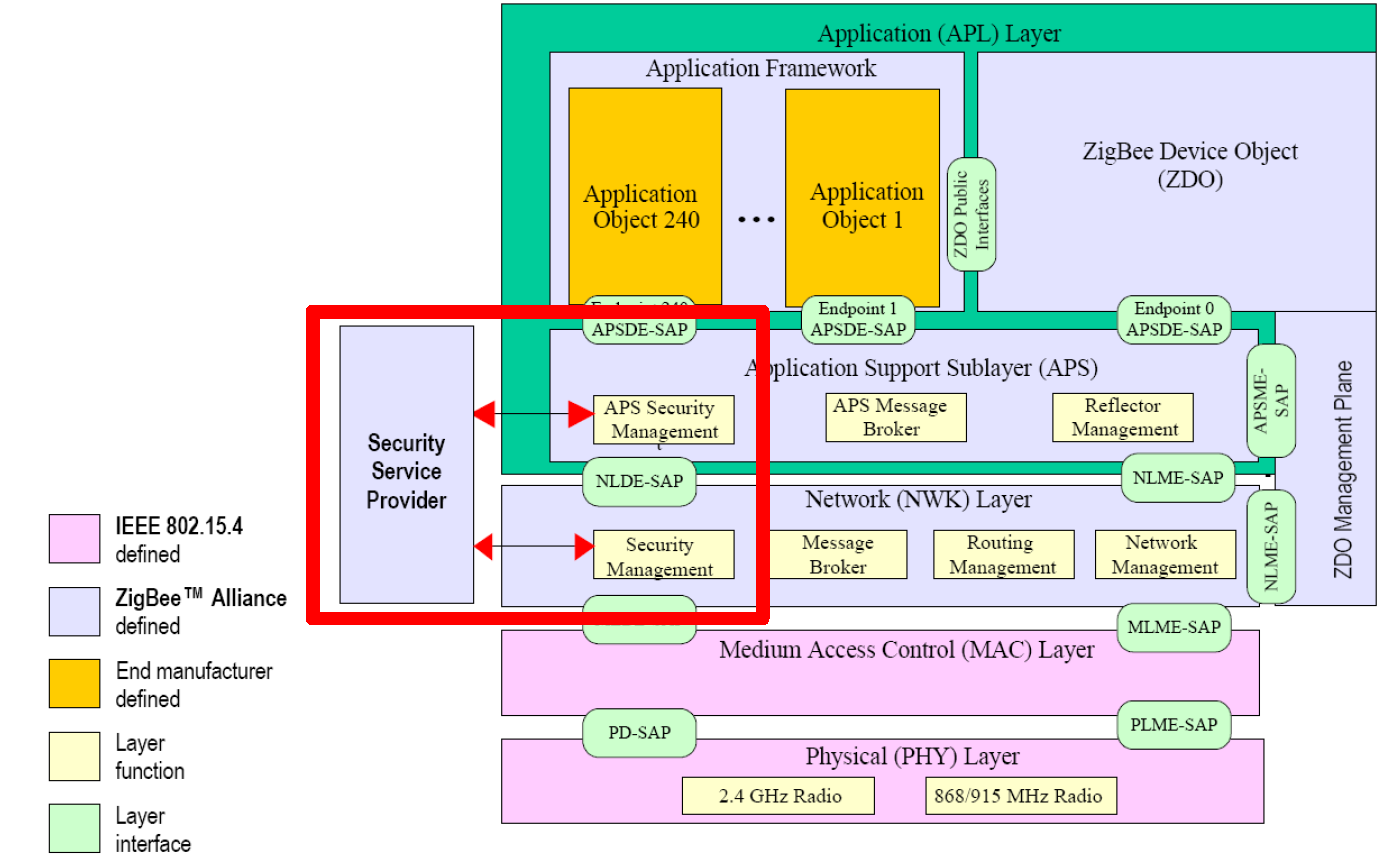 Application (APL) Layer
Application Framework
Application
Object 240
...
Application
Object 1
ZDO Public
Interfaces
ZigBee Device Object
(ZDO)
APSDE-SAP
Endpoint 1
APSDE-SAP
Endpoint 0
APSDE-SAP
Application Support Sublayer (APS)
APS Security
Management
APS Message
Broker
Reflector
Management
APSME-
SAP
Security
Service
Provider
NLDE-SAP
NLME-SAP
Network (NWK) Layer
Security
Management
Message
Broker
Routing
Management
Network
Management
NLME-SAP
ZDO Management Plane
MLME-SAP
Medium Access Control (MAC) Layer
PD-SAP
PLME-SAP
Physical (PHY) Layer
2.4 GHz Radio
868/915 MHz Radio
IEEE 802.15.4
defined
ZigBee™ Alliance
defined
End manufacturer
defined
Layer
function
Layer
interface